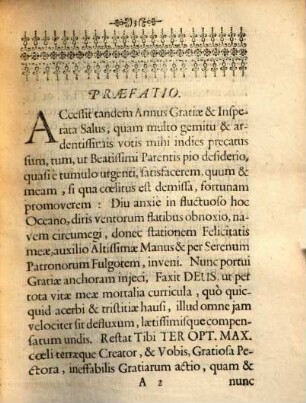 PRÆFATIO.
ACcessit tandem Annus Gratiæ & Insperata Salus, quam multo gemitu & ar-
dentissimis votis mihi indies precatus
sum, tum, ut Beatissimi Parentis pio desiderio,
quasi è tumulo urgenti, satisfacerem, quum &
meam, si qua cœlitus est demissa, fortunam
promoverem: Diu anxiè in fluctuoso hoc
Oceano, diris ventorum flatibus obnoxio, na-
vem circumegi, donec stationem Felicitatis
meæ, auxilio Altissimæ Manus & per Serenum
Patronorum Fulgorem, inveni. Nunc portui
Gratiæ anchoram injeci, Faxit DEUS, ut per
tota vitæ meæ mortalia curricula, quò quic-
quid acerbi & tristitiæ hausi, illud omne jam
velociter sit defluxum, lætissimisque compen-
satum undis. Restat Tibi TER OPT. MAX.
cœli terræque Creator, & Vobis, Gratiosa Pe-
ctora, ineffabilis Gratiarum actio, quam &
A 2 nunc